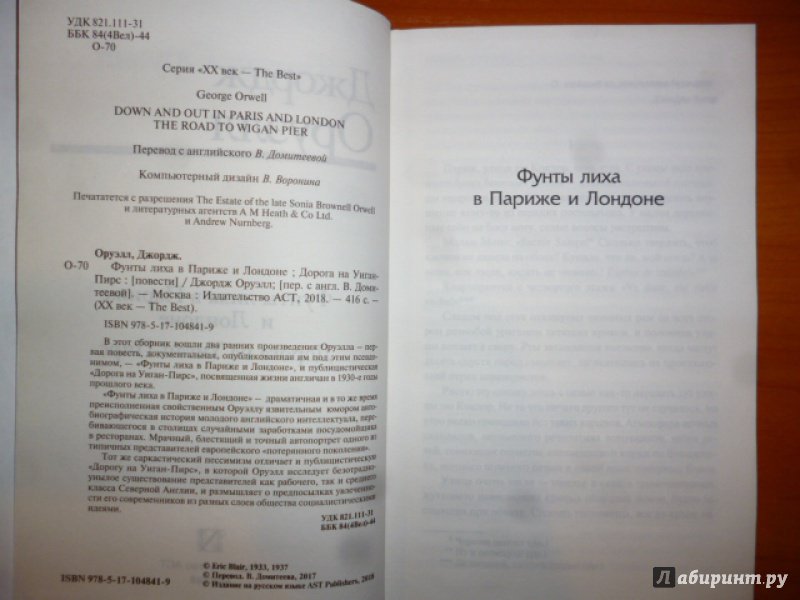 УДК 821.111-31
ББК 84(4Вел)-44
О-70
Серия «XX век — The Best»
George Orwell
DOWN AND OUT IN PARIS AND LONDON
THE ROAD TO WIGAN PIER
Перевод с английского В. Домитеевой
Компьютерный дизайн В. Воронина
Печатается с разрешения The Estate of the late Sonia Brownell Orwell
и литературных агентств A M Heath & Co Ltd.
и Andrew Nurnberg.
Оруэлл, Джордж.
О-70 Фунты лиха в Париже и Лондоне ; Дорога на Уиган-
Пирс : [повести] / Джордж Оруэлл; [пер. с англ. В. Доми-
теевой]. — Москва : Издательство АСТ, 2018. — 416 с. —
(XX век — The Best).
ISBN 978-5-17-104841-9
В этот сборник вошли два ранних произведения Оруэлла – пер-
вая повесть, документальная, опубликованная им под этим псевдо-
нимом, — «Фунты лиха в Париже и Лондоне», и публицистическая
«Дорога на Уиган-Пирс», посвященная жизни англичан в 1930-е годы
прошлого века.
«Фунты лиха в Париже и Лондоне» — драматичная и в то же время
преисполненная свойственным Оруэллу язвительным юмором авто-
биографическая история молодого английского интеллектуала, пере-
бивающегося в столицах случайными заработками посудомойщика
в ресторанах. Мрачный, блестящий и точный автопортрет одного из
типичных представителей европейского «потерянного поколения».
Тот же саркастический пессимизм отличает и публицистическую
«Дорогу на Уиган-Пирс», в которой Оруэлл исследует безотрадно-
унылое существование представителей как рабочего, так и среднего
класса Северной Англии, и размышляет о предпосылках увлеченнос-
ти его современников из разных слоев общества социалистическими
идеями.
УДК 821.111-31
ББК 84(4Вел)-44
© Eric Blair, 1933, 1937
© Перевод. В. Домитеева, 2017
© Издание на русском языке AST Publishers, 2018
ISBN 978-5-17-104841-9
Фунты лиха
в Париже и Лондоне
Лабиринт.ру